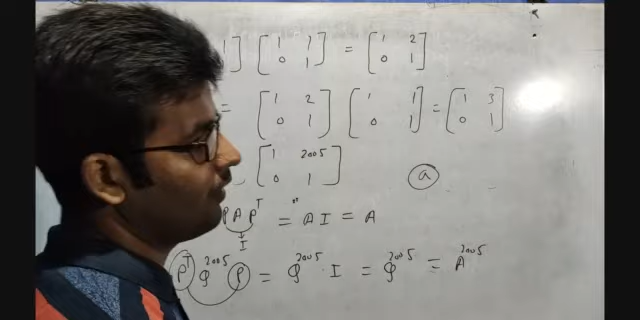 1] [1 1 0 1] = [1 2 0 1]
= [1 2 0 1] [1 1 0 1] = [1 3 0 1]
[1 2005 0 1] (a)
PAP^T = AI = A
I
P^T φ^2005 P = φ^2005 . I = φ^2005 = A^2005